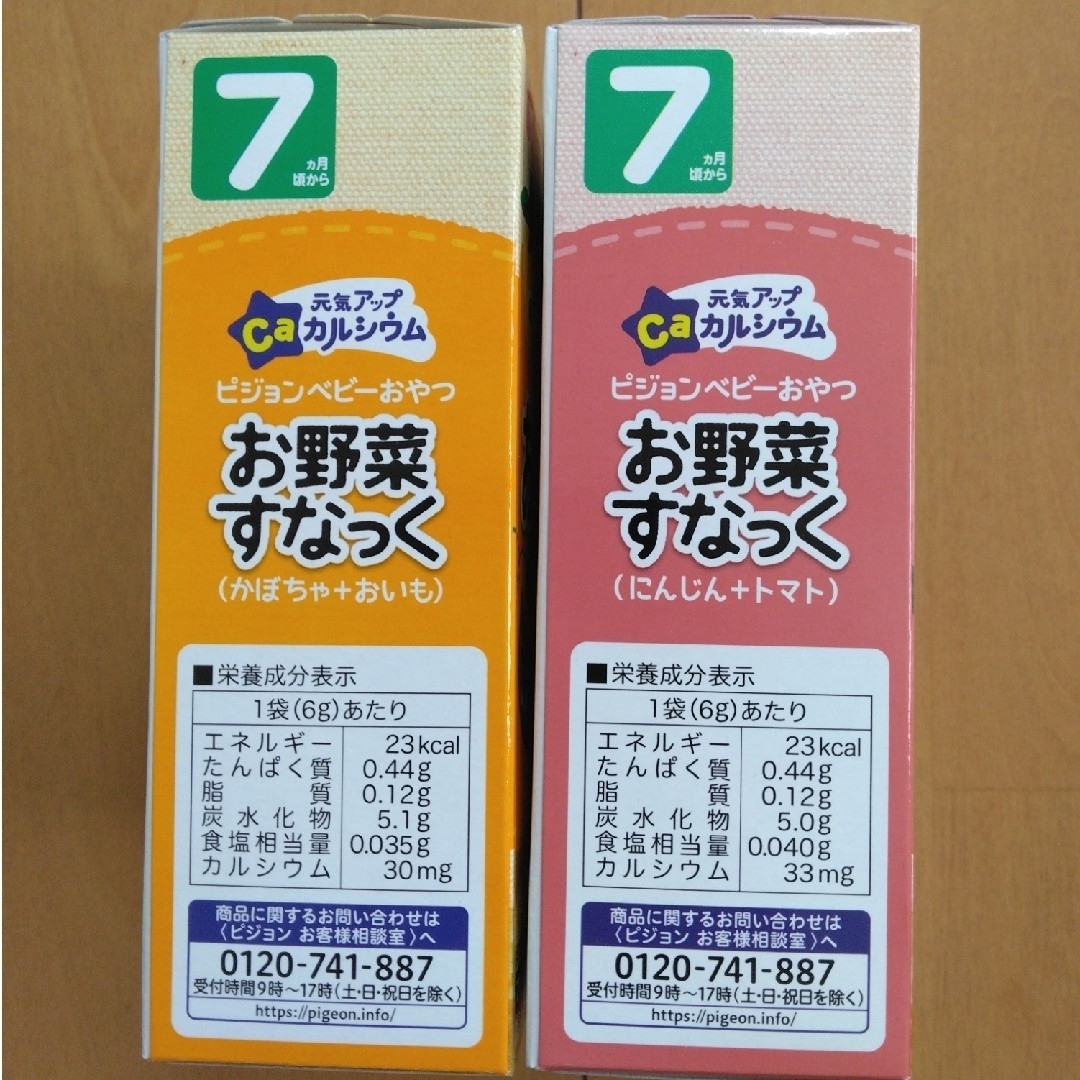 7
ヵ月
頃から
Ca
元気アップ
カルシウム
ピジョンベビーおやつ
お野菜
すなっく
(かぼちゃ+おいも)
■栄養成分表示
1袋(6g)あたり
エネルギー 23kcal
たんぱく質 0.44g
脂質 0.12g
炭水化物 5.1g
食塩相当量 0.035g
カルシウム 30mg
商品に関するお問い合わせは
〈ピジョン お客様相談室〉へ
0120-741-887
受付時間9時〜17時(土・日・祝日を除く)
https://pigeon.info/
7
ヵ月
頃から
Ca
元気アップ
カルシウム
ピジョンベビーおやつ
お野菜
すなっく
(にんじん+トマト)
■栄養成分表示
1袋(6g)あたり
エネルギー 23kcal
たんぱく質 0.44g
脂質 0.12g
炭水化物 5.0g
食塩相当量 0.040g
カルシウム 33mg
商品に関するお問い合わせは
〈ピジョン お客様相談室〉へ
0120-741-887
受付時間9時〜17時(土・日・祝日を除く)
https://pigeon.info/